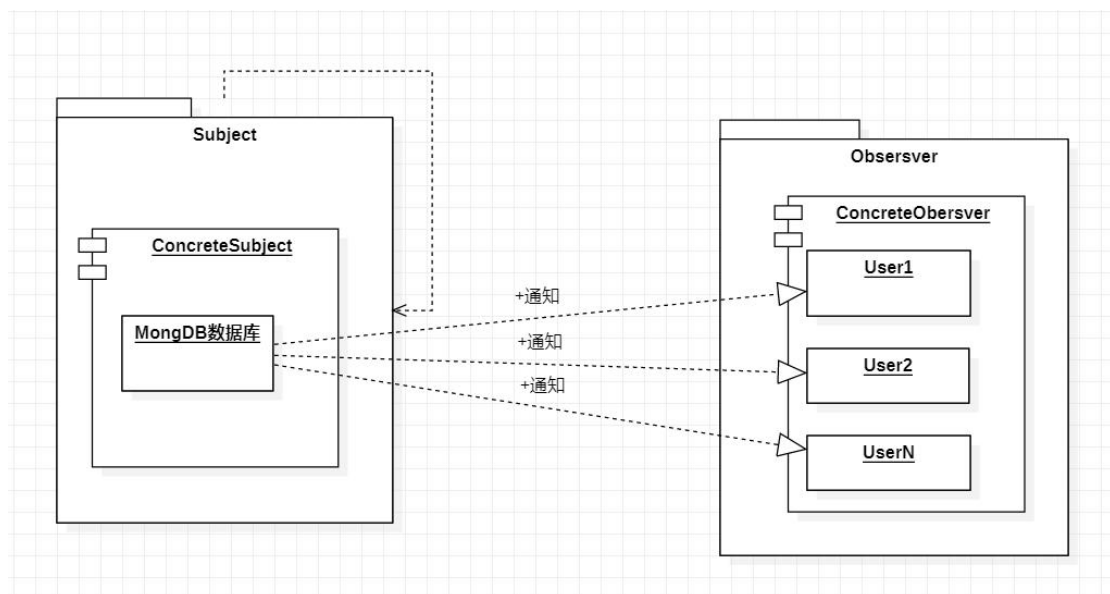 Subject
ConcreteSubject
MongDB数据库
+通知
+通知
+通知
Obsersver
ConcreteObersver
User1
User2
UserN